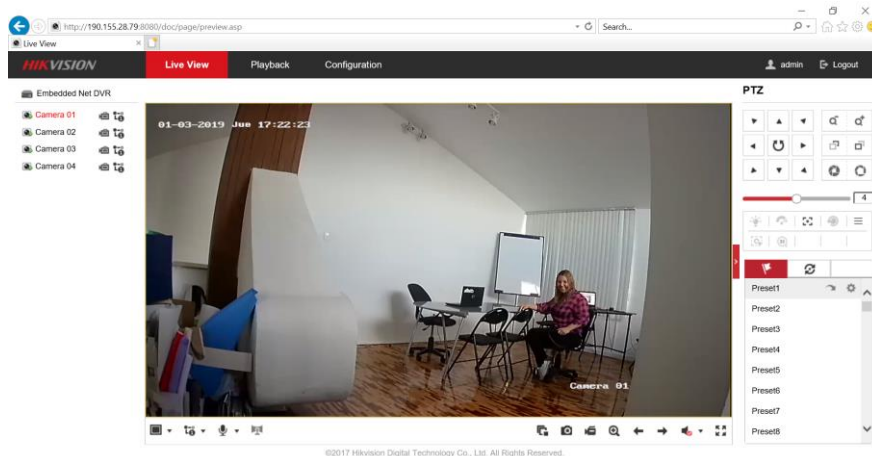 http://190.155.28.79:8080/doc/page/preview.asp
Search...
Live View
HIKVISION
Live View
Playback
Configuration
admin
Logout
Embedded Net DVR
PTZ
Camera 01
Camera 02
Camera 03
Camera 04
01-03-2019 Jue 17:22:23
4
Preset1
Preset2
Preset3
Preset4
Preset5
Preset6
Preset7
Preset8
Camera 01
©2017 Hikvision Digital Technology Co., Ltd. All Rights Reserved.